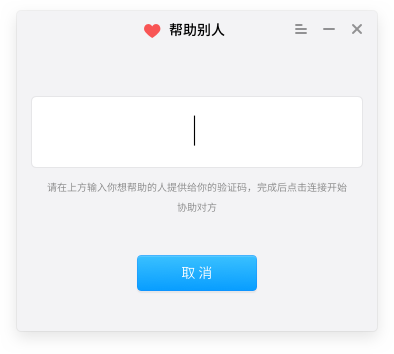 帮助别人
请在上方输入你想帮助的人提供给你的验证码，完成后点击连接开始
协助对方
取消